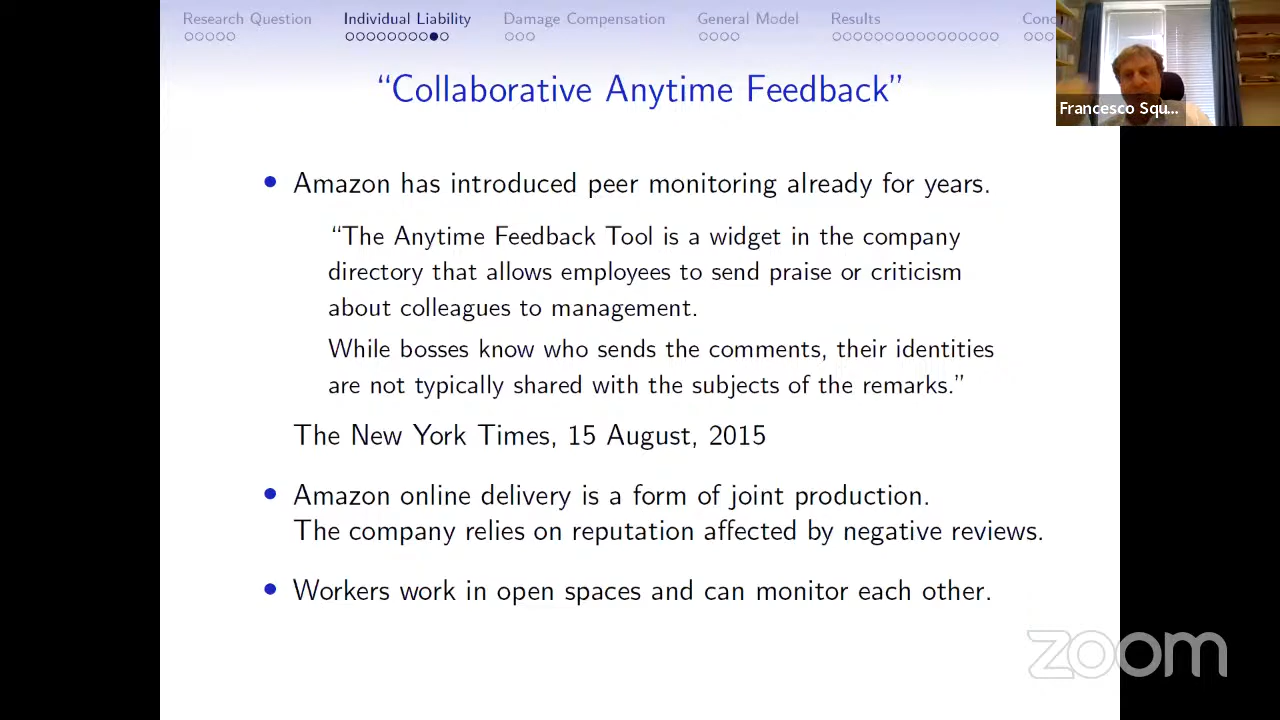 Research Question
Individual Liability
Damage Compensation
General Model
Results
“Collaborative Anytime Feedback”
Francesco Squ...
• Amazon has introduced peer monitoring already for years.
“The Anytime Feedback Tool is a widget in the company
directory that allows employees to send praise or criticism
about colleagues to management.
While bosses know who sends the comments, their identities
are not typically shared with the subjects of the remarks.”
The New York Times, 15 August, 2015
• Amazon online delivery is a form of joint production.
The company relies on reputation affected by negative reviews.
• Workers work in open spaces and can monitor each other.
zoom